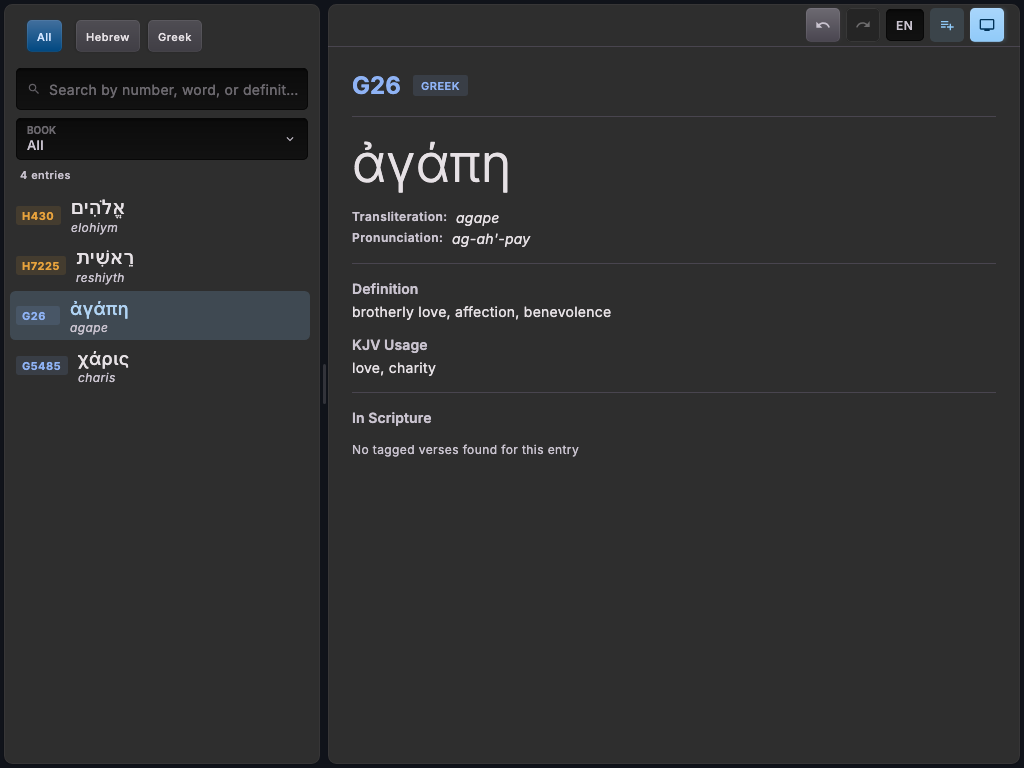 All
Hebrew
Greek
Search by number, word, or definit...
BOOK
All
4 entries
H430
אֱלֹהִים
elohiym
H7225
רֵאשִׁית
reshiyth
G26
ἀγάπη
agape
G5485
χάρις
charis
EN
G26
GREEK
ἀγάπη
Transliteration: agape
Pronunciation: ag-ah'-pay
Definition
brotherly love, affection, benevolence
KJV Usage
love, charity
In Scripture
No tagged verses found for this entry